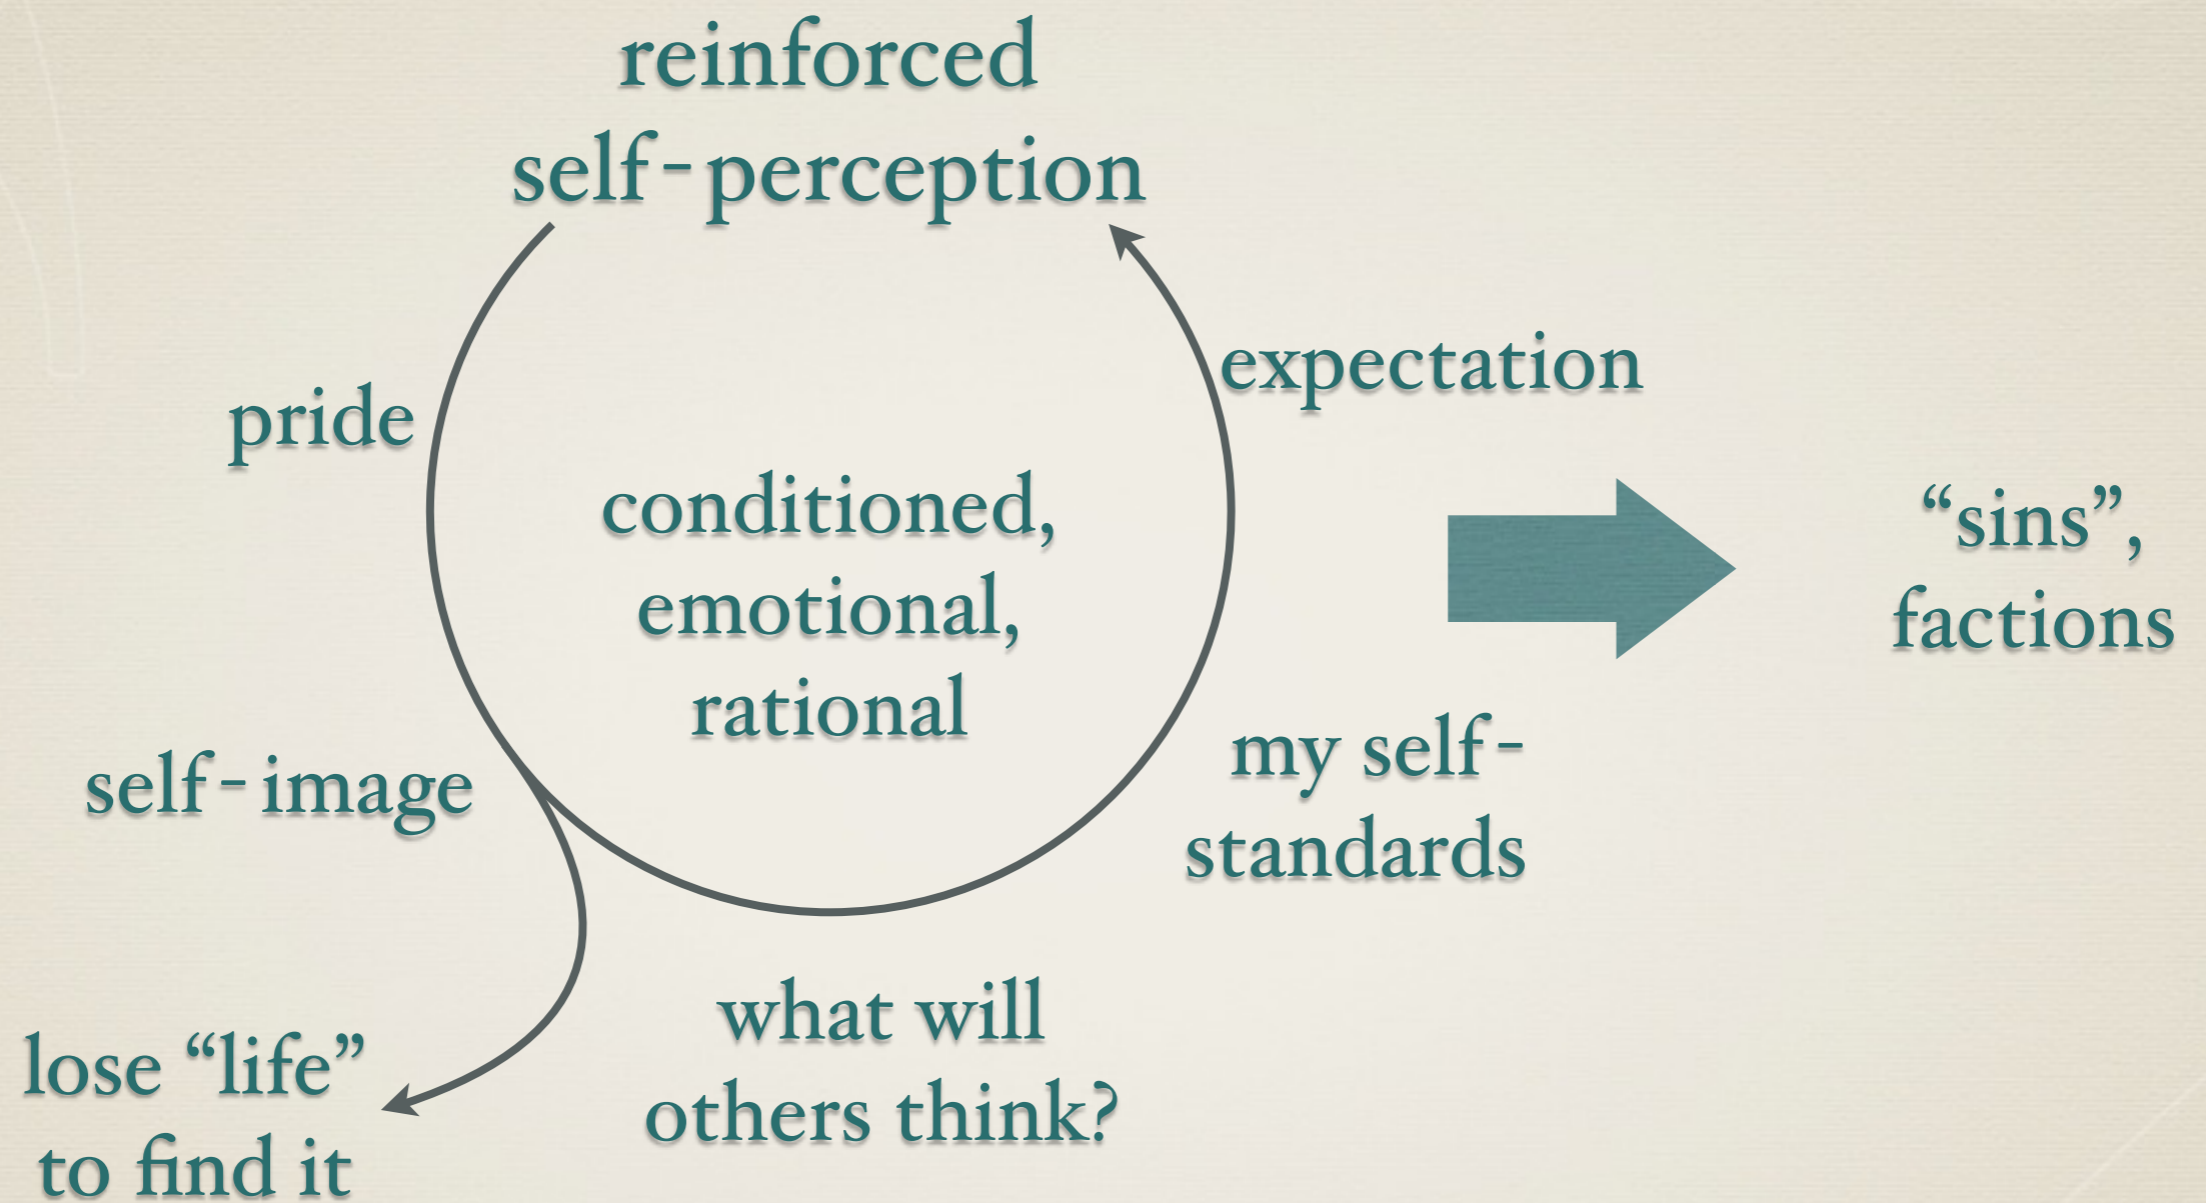 reinforced
self-perception
pride
expectation
conditioned,
emotional,
rational
“sins”,
factions
self-image
my self-
standards
what will
others think?
lose “life”
to find it